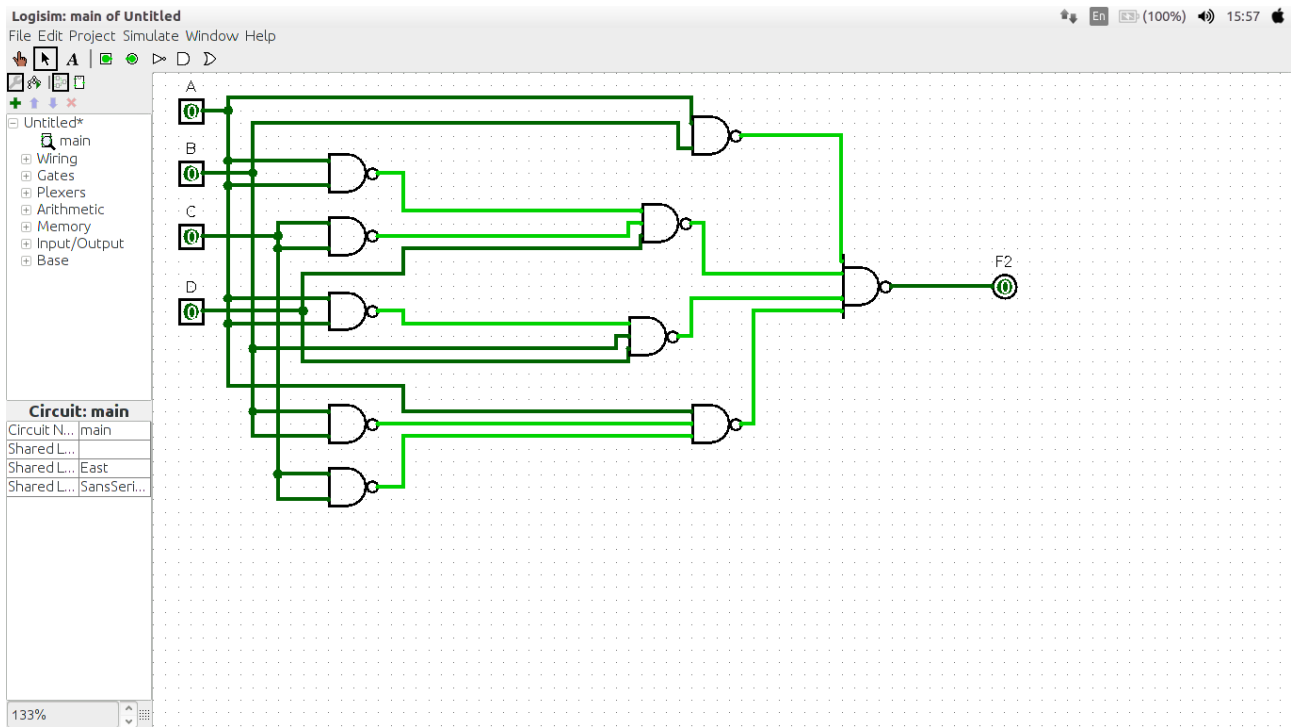 Logisim: main of Untitled
En (100%) 15:57
File Edit Project Simulate Window Help
A
Untitled*
main
Wiring
Gates
Plexers
Arithmetic
Memory
Input/Output
Base
Circuit: main
Circuit N... main
Shared L...
Shared L... East
Shared L... SansSeri...
133%
A
0
B
0
C
0
D
0
F2
0